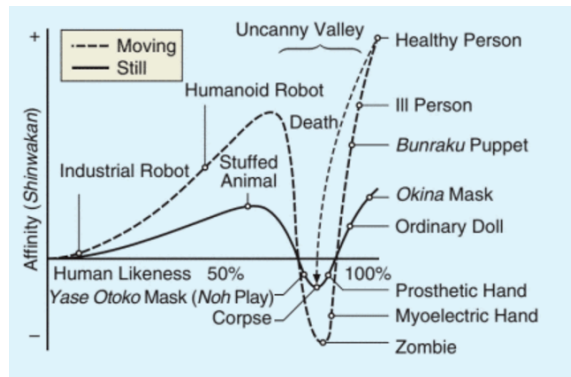 +
Moving
Still
Uncanny Valley
Healthy Person
Humanoid Robot
Ill Person
Death
Bunraku Puppet
Industrial Robot
Stuffed
Animal
Okina Mask
Affinity (Shinwakan)
Ordinary Doll
Human Likeness 50% 100%
Yase Otoko Mask (Noh Play)
Prosthetic Hand
Corpse
Myoelectric Hand
–
Zombie